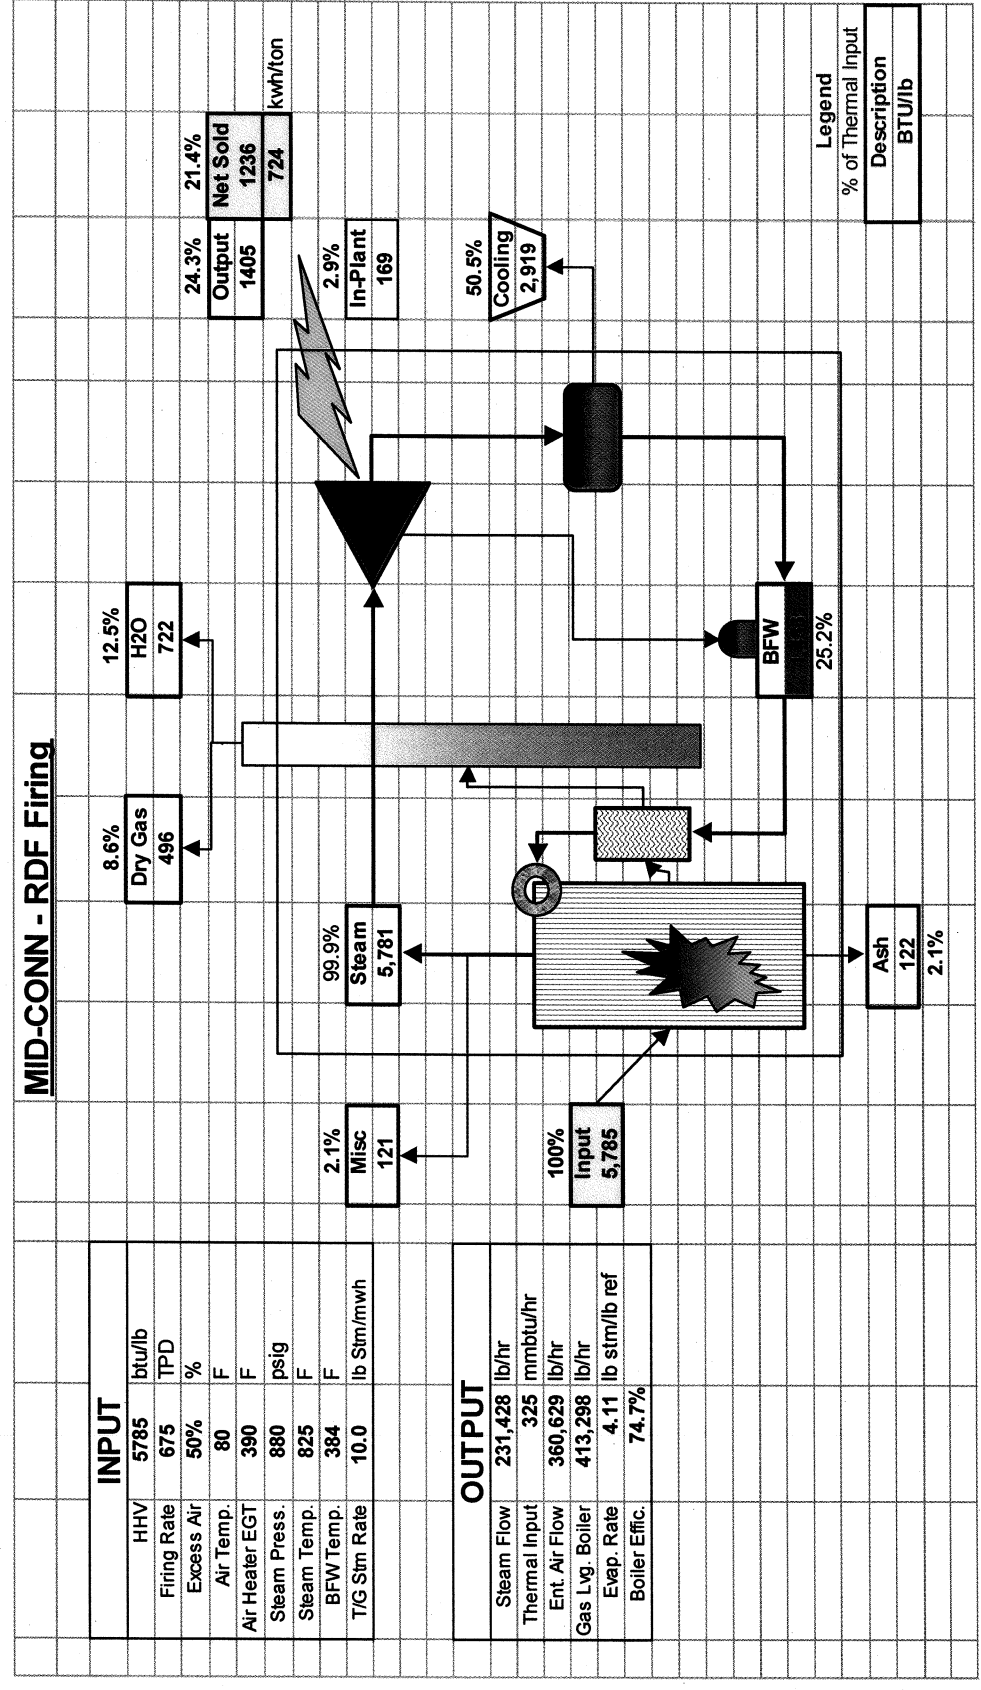 MID-CONN - RDF Firing
INPUT
HHV 5785 btu/lb
Firing Rate 675 TPD
Excess Air 50% %
Air Temp. 80 F
Air Heater EGT 390 F
Steam Press. 880 psig
Steam Temp. 825 F
BFW Temp. 384 F
T/G Stm Rate 10.0 lb Stm/mwh
OUTPUT
Steam Flow 231,428 lb/hr
Thermal Input 325 mmbtu/hr
Ent. Air Flow 360,629 lb/hr
Gas Lvg. Boiler 413,298 lb/hr
Evap. Rate 4.11 lb stm/lb ref
Boiler Effic. 74.7%
2.1%
Misc
121
100%
Input
5,785
99.9%
Steam
5,781
Ash
122
2.1%
8.6%
Dry Gas
496
12.5%
H2O
722
BFW
25.2%
24.3%
Output
1405
21.4%
Net Sold
1236
724 kwh/ton
2.9%
In-Plant
169
50.5%
Cooling
2,919
Legend
% of Thermal Input
Description
BTU/lb